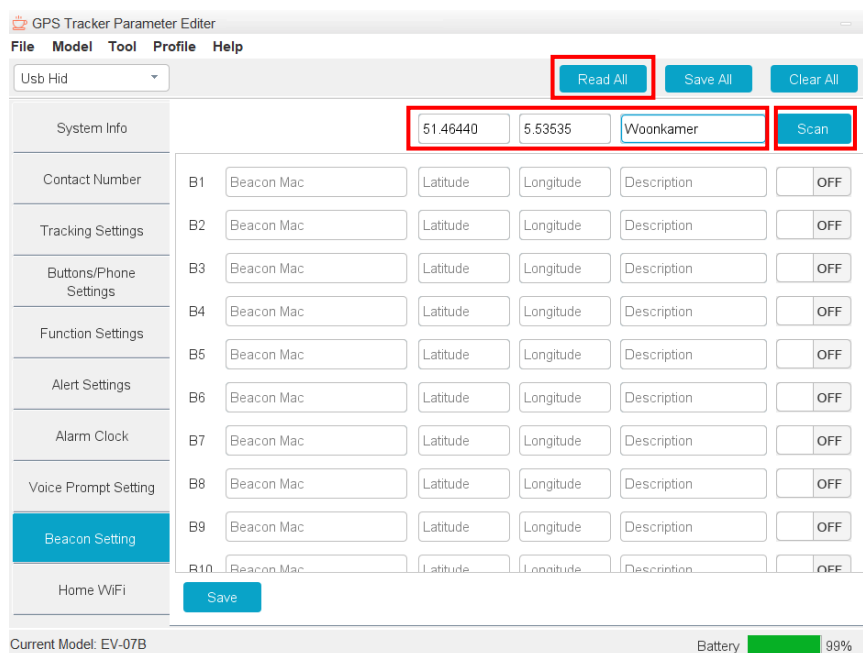 GPS Tracker Parameter Editer
File Model Tool Profile Help
Usb Hid Read All Save All Clear All
System Info 51.46440 5.53535 Woonkamer Scan
Contact Number
Tracking Settings
Buttons/Phone
Settings
Function Settings
Alert Settings
Alarm Clock
Voice Prompt Setting
Beacon Setting
Home WiFi
B1 Beacon Mac Latitude Longitude Description OFF
B2 Beacon Mac Latitude Longitude Description OFF
B3 Beacon Mac Latitude Longitude Description OFF
B4 Beacon Mac Latitude Longitude Description OFF
B5 Beacon Mac Latitude Longitude Description OFF
B6 Beacon Mac Latitude Longitude Description OFF
B7 Beacon Mac Latitude Longitude Description OFF
B8 Beacon Mac Latitude Longitude Description OFF
B9 Beacon Mac Latitude Longitude Description OFF
B10 Beacon Mac Latitude Longitude Description OFF
Save
Current Model: EV-07B Battery 99%